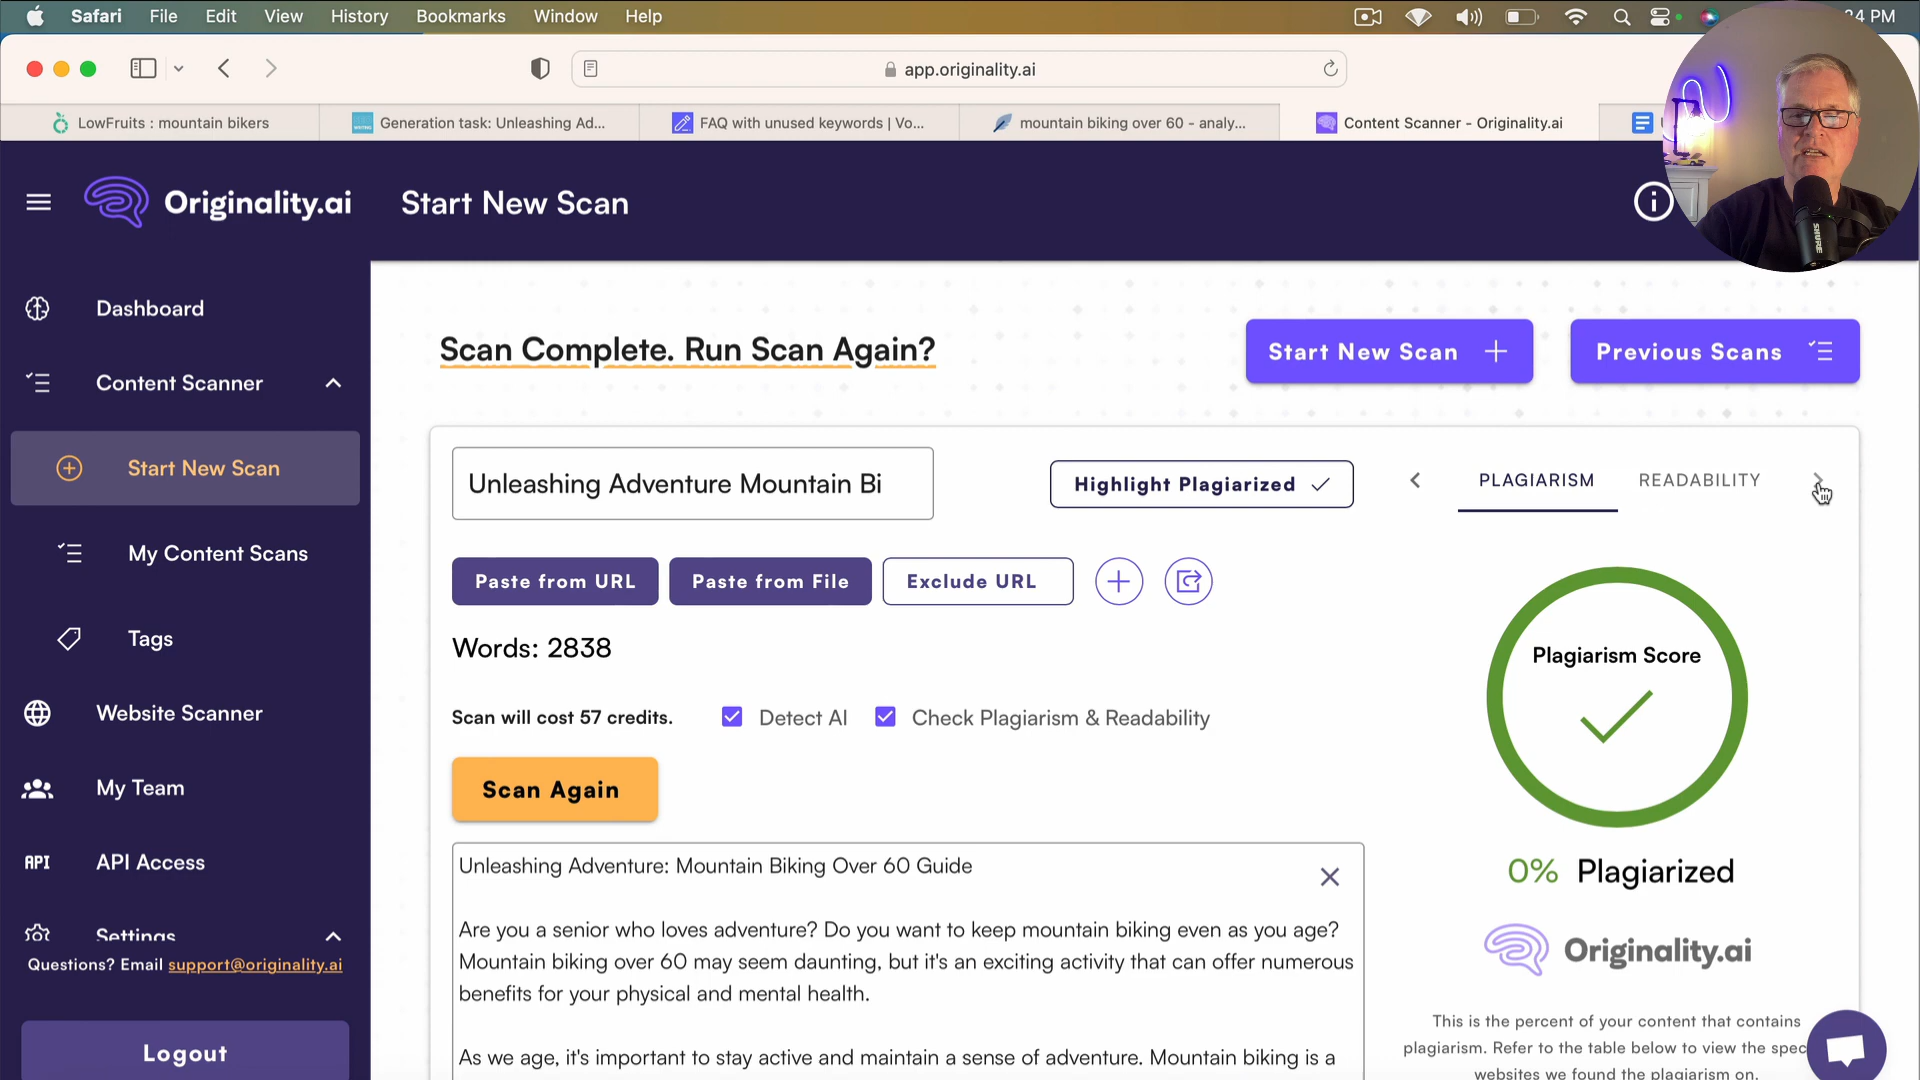 Safari File Edit View History Bookmarks Window Help
4 PM
app.originality.ai
LowFruits : mountain bikers
Generation task: Unleashing Ad...
FAQ with unused keywords | Vo...
mountain biking over 60 - analy...
Content Scanner - Originality.ai
Originality.ai
Start New Scan
Dashboard
Content Scanner
Start New Scan
My Content Scans
Tags
Website Scanner
My Team
API
API Access
Settings
Questions? Email support@originality.ai
Logout
Scan Complete. Run Scan Again?
Start New Scan
Previous Scans
Unleashing Adventure Mountain Bi
Highlight Plagiarized
PLAGIARISM
READABILITY
Paste from URL
Paste from File
Exclude URL
Words: 2838
Scan will cost 57 credits.
Detect AI
Check Plagiarism & Readability
Scan Again
Unleashing Adventure: Mountain Biking Over 60 Guide
Are you a senior who loves adventure? Do you want to keep mountain biking even as you age?
Mountain biking over 60 may seem daunting, but it's an exciting activity that can offer numerous
benefits for your physical and mental health.
As we age, it's important to stay active and maintain a sense of adventure. Mountain biking is a
Plagiarism Score
0% Plagiarized
Originality.ai
This is the percent of your content that contains
plagiarism. Refer to the table below to view the spec
websites we found the plagiarism on.
SHURE